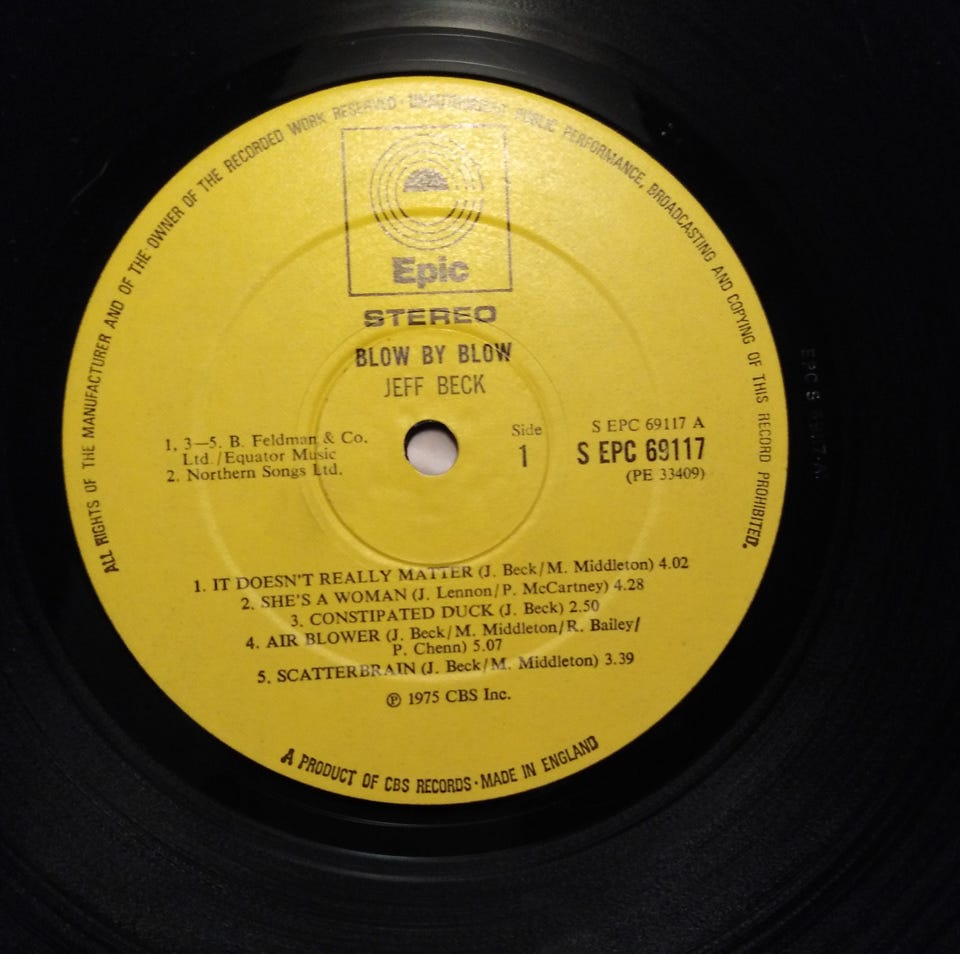 ALL RIGHTS OF THE MANUFACTURER AND OF THE OWNER OF THE RECORDED WORK RESERVED · UNAUTHORISED PUBLIC PERFORMANCE, BROADCASTING AND COPYING OF THIS RECORD PROHIBITED.
Epic
STEREO
BLOW BY BLOW
JEFF BECK
1, 3—5. B. Feldman & Co.
Ltd./Equator Music
2. Northern Songs Ltd.
Side
1
S EPC 69117 A
S EPC 69117
(PE 33409)
1. IT DOESN'T REALLY MATTER (J. Beck/M. Middleton) 4.02
2. SHE'S A WOMAN (J. Lennon/P. McCartney) 4.28
3. CONSTIPATED DUCK (J. Beck) 2.50
4. AIR BLOWER (J. Beck/M. Middleton/R. Bailey/
P. Chenn) 5.07
5. SCATTERBRAIN (J. Beck/M. Middleton) 3.39
℗ 1975 CBS Inc.
A PRODUCT OF CBS RECORDS · MADE IN ENGLAND